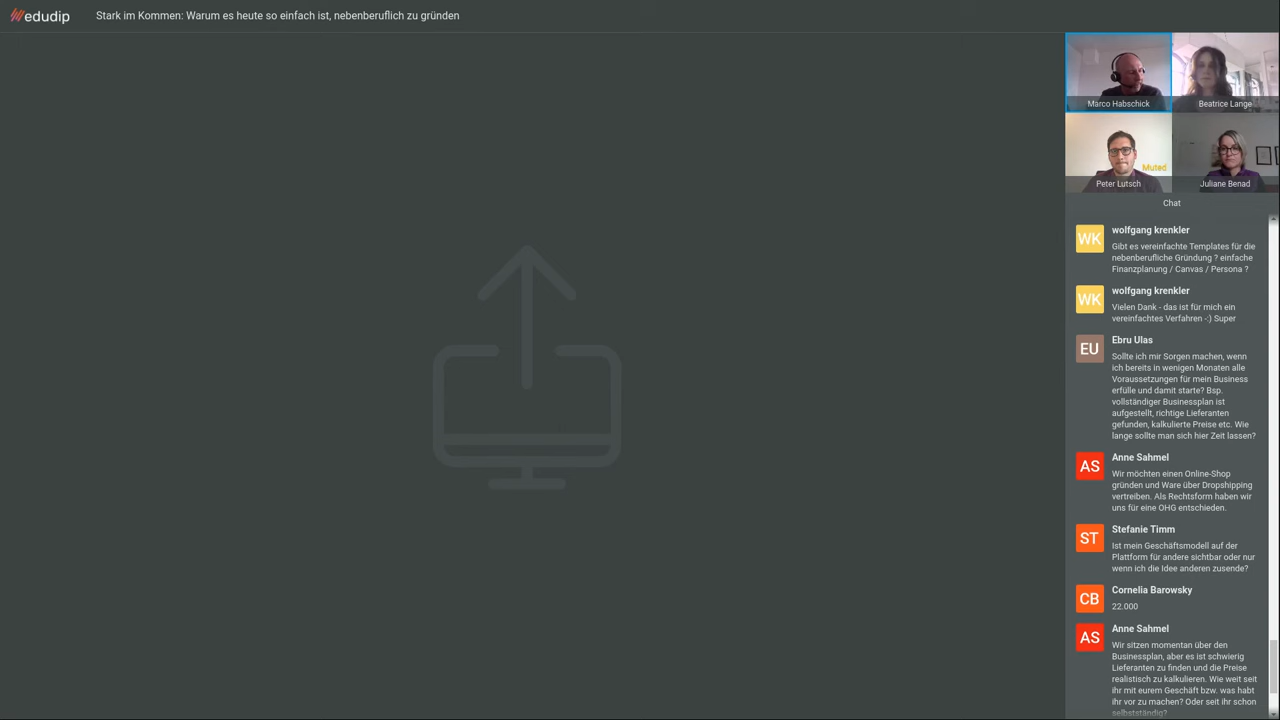 edudip
Stark im Kommen: Warum es heute so einfach ist, nebenberuflich zu gründen
Marco Habschick
Beatrice Lange
Muted
Peter Lutsch
Juliane Benad
Chat
WK
wolfgang krenkler
Gibt es vereinfachte Templates für die
nebenberufliche Gründung ? einfache
Finanzplanung / Canvas / Persona ?
WK
wolfgang krenkler
Vielen Dank - das ist für mich ein
vereinfachtes Verfahren -:) Super
EU
Ebru Ulas
Sollte ich mir Sorgen machen, wenn
ich bereits in wenigen Monaten alle
Voraussetzungen für mein Business
erfülle und damit starte? Bsp.
vollständiger Businessplan ist
aufgestellt, richtige Lieferanten
gefunden, kalkulierte Preise etc. Wie
lange sollte man sich hier Zeit lassen?
AS
Anne Sahmel
Wir möchten einen Online-Shop
gründen und Ware über Dropshipping
vertreiben. Als Rechtsform haben wir
uns für eine OHG entschieden.
ST
Stefanie Timm
Ist mein Geschäftsmodell auf der
Plattform für andere sichtbar oder nur
wenn ich die Idee anderen zusende?
CB
Cornelia Barowsky
22.000
AS
Anne Sahmel
Wir sitzen momentan über den
Businessplan, aber es ist schwierig
Lieferanten zu finden und die Preise
realistisch zu kalkulieren. Wie weit seit
ihr mit eurem Geschäft bzw. was habt
ihr vor zu machen? Oder seit ihr schon
selbstständig?